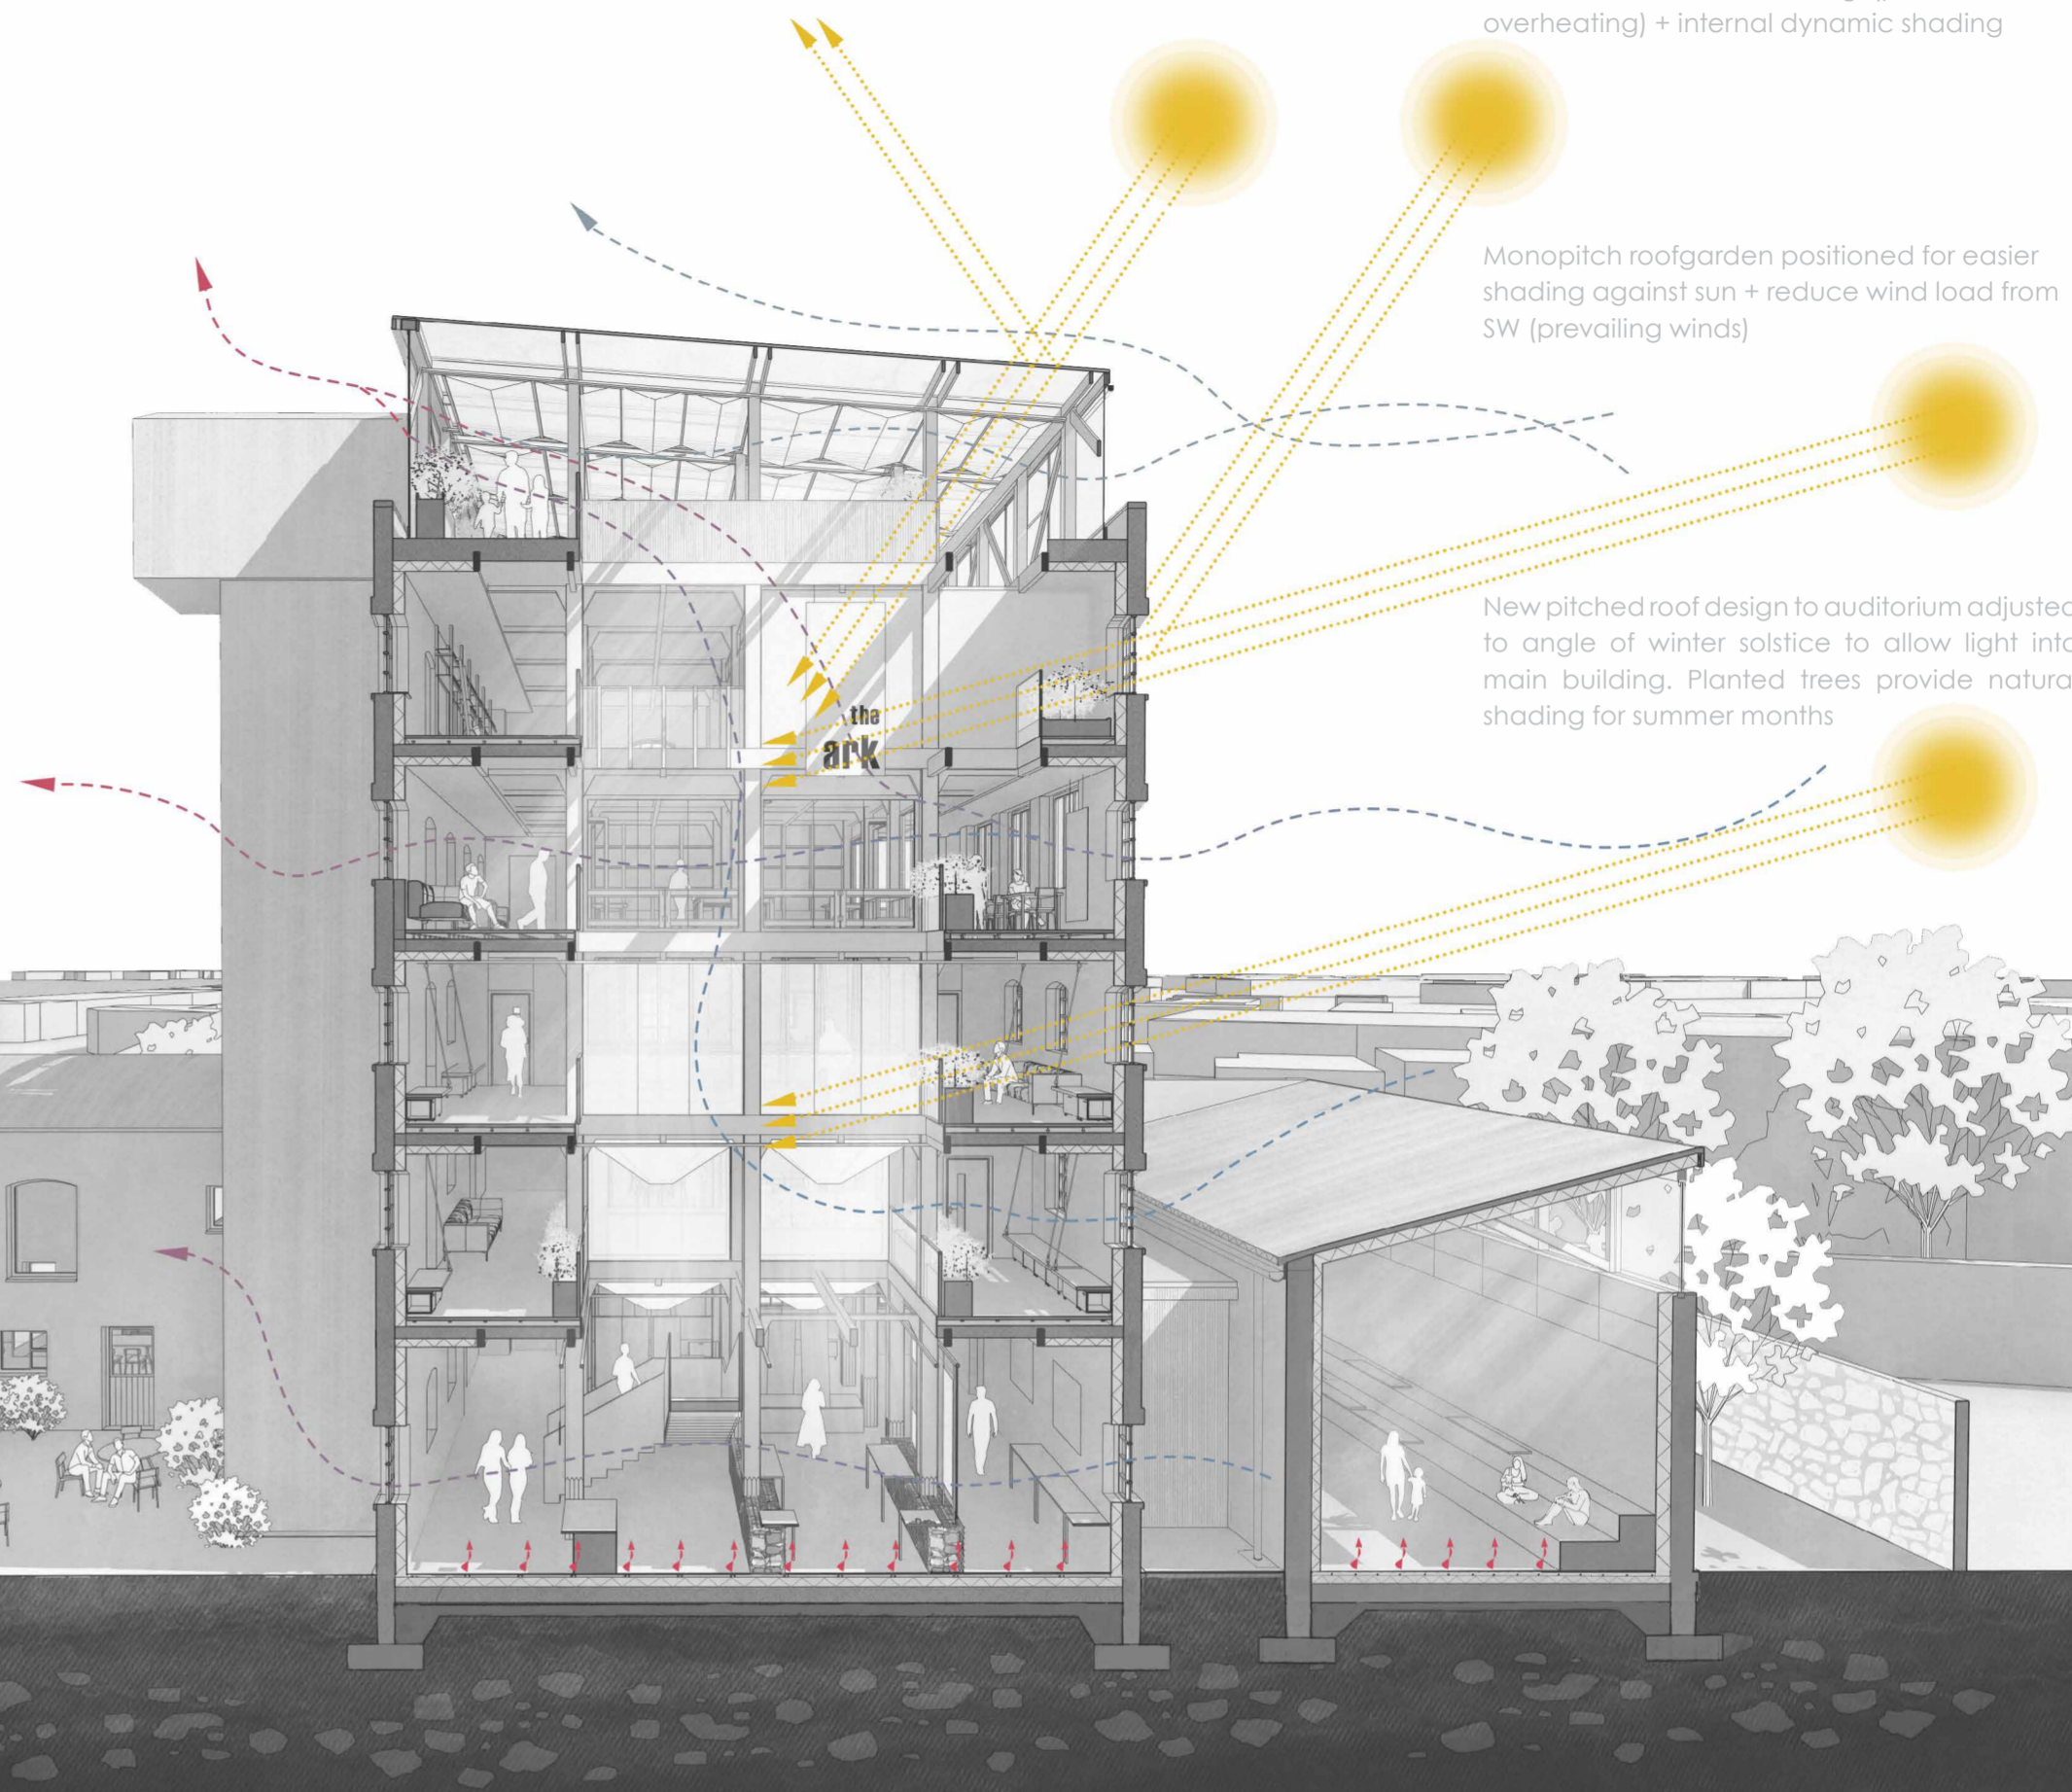 overheating) + internal dynamic shading
Monopitch roofgarden positioned for easier
shading against sun + reduce wind load from
SW (prevailing winds)
New pitched roof design to auditorium adjusted
to angle of winter solstice to allow light into
main building. Planted trees provide natural
shading for summer months
the
ark